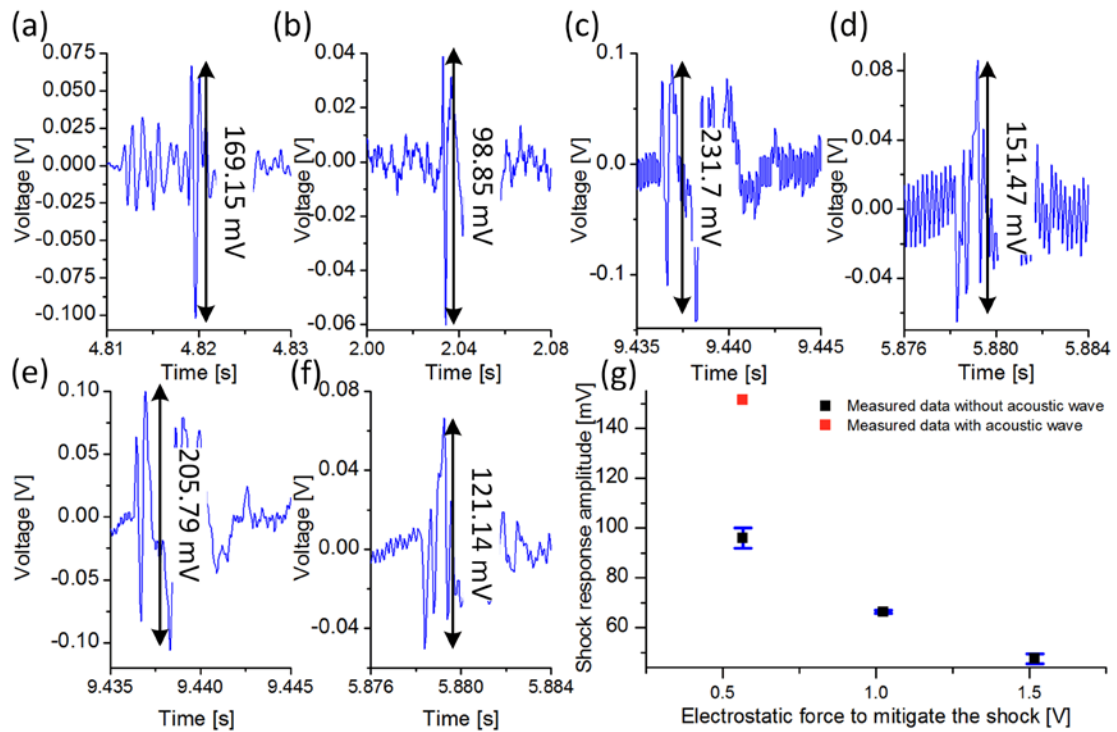 (a)
0.075
0.050
0.025
0.000
-0.025
-0.050
-0.075
-0.100
Voltage [V]
169.15 mV
4.81 4.82 4.83
Time [s]
(b)
0.04
0.02
0.00
-0.02
-0.04
-0.06
Voltage [V]
98.85 mV
2.00 2.04 2.08
Time [s]
(c)
0.1
0.0
-0.1
Voltage [V]
231.7 mV
9.435 9.440 9.445
Time [s]
(d)
0.08
0.04
0.00
-0.04
Voltage [V]
151.47 mV
5.876 5.880 5.884
Time [s]
(e)
0.10
0.05
0.00
-0.05
-0.10
Voltage [V]
205.79 mV
9.435 9.440 9.445
Time [s]
(f)
0.08
0.04
0.00
-0.04
Voltage [V]
121.14 mV
5.876 5.880 5.884
Time [s]
(g)
Shock response amplitude [mV]
140
120
100
80
60
Measured data without acoustic wave
Measured data with acoustic wave
0.5 1.0 1.5
Electrostatic force to mitigate the shock [V]